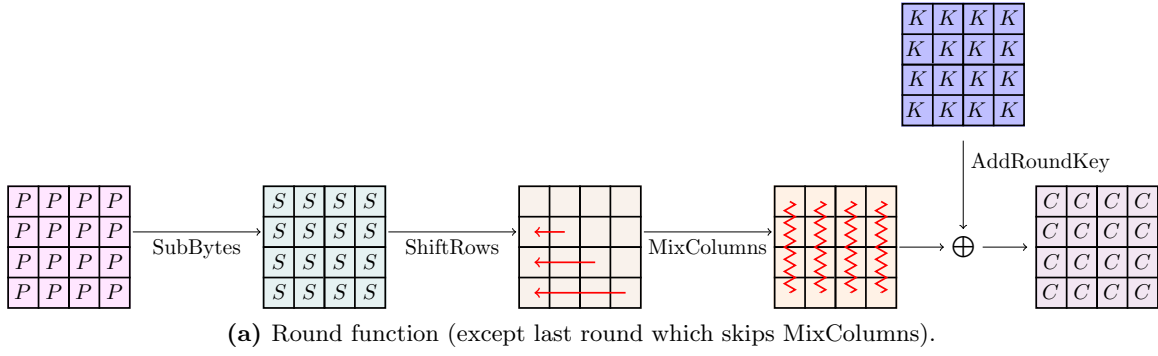 K K K K
K K K K
K K K K
K K K K
AddRoundKey
P P P P
P P P P
P P P P
P P P P
SubBytes
S S S S
S S S S
S S S S
S S S S
ShiftRows
MixColumns
C C C C
C C C C
C C C C
C C C C
(a) Round function (except last round which skips MixColumns).